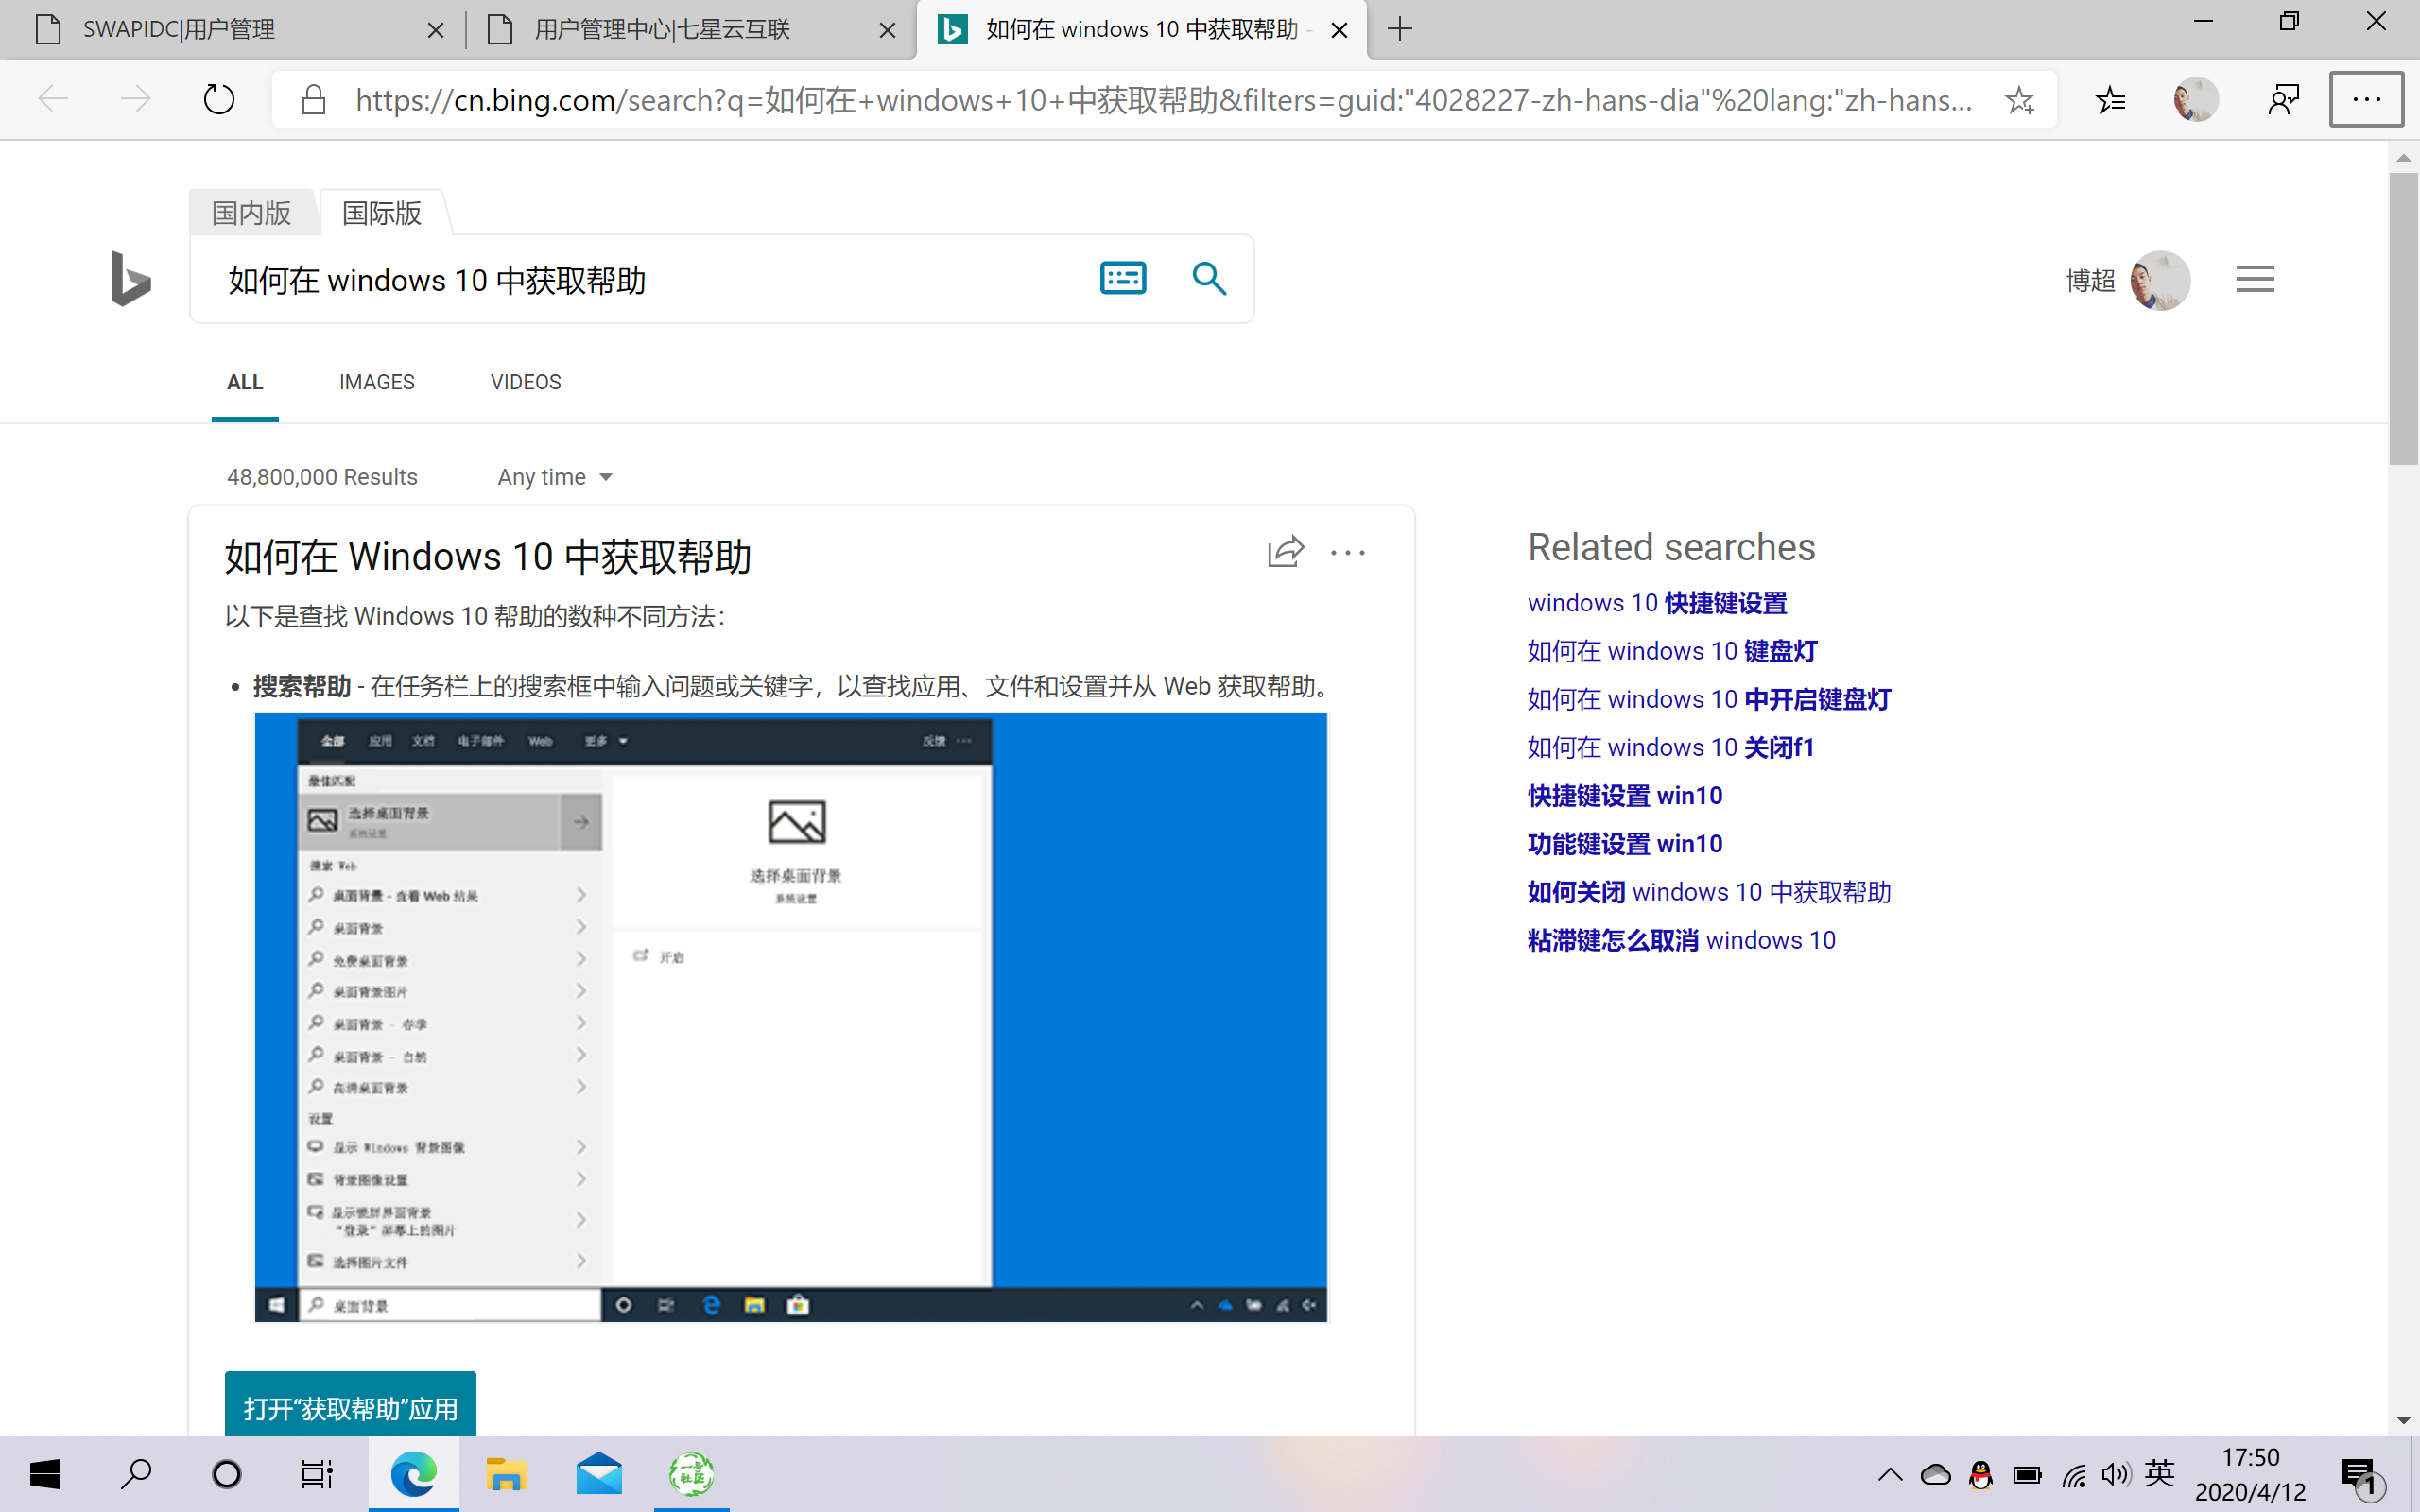 SWAPIDC|用户管理
用户管理中心|七星云互联
如何在 windows 10 中获取帮助 -
https://cn.bing.com/search?q=如何在+windows+10+中获取帮助&filters=guid:"4028227-zh-hans-dia"%20lang:"zh-hans...
国内版
国际版
如何在 windows 10 中获取帮助
博超
ALL
IMAGES
VIDEOS
48,800,000 Results
Any time
如何在 Windows 10 中获取帮助
以下是查找 Windows 10 帮助的数种不同方法：
• 搜索帮助 - 在任务栏上的搜索框中输入问题或关键字，以查找应用、文件和设置并从 Web 获取帮助。
全部 应用 文档 电子邮件 Web 更多 反馈 ...
最佳匹配
选择桌面背景
系统设置
搜索 Web
桌面背景 - 查看 Web 结果
桌面背景
免费桌面背景
桌面背景图片
桌面背景 - 春季
桌面背景 - 自然
高清桌面背景
设置
显示 Windows 背景图像
背景图像设置
显示锁屏界面背景
“登录”屏幕上的图片
选择图片文件
桌面背景
选择桌面背景
系统设置
开启
打开“获取帮助”应用
Related searches
windows 10 快捷键设置
如何在 windows 10 键盘灯
如何在 windows 10 中开启键盘灯
如何在 windows 10 关闭f1
快捷键设置 win10
功能键设置 win10
如何关闭 windows 10 中获取帮助
粘滞键怎么取消 windows 10
一号
社区
英
17:50
2020/4/12
1